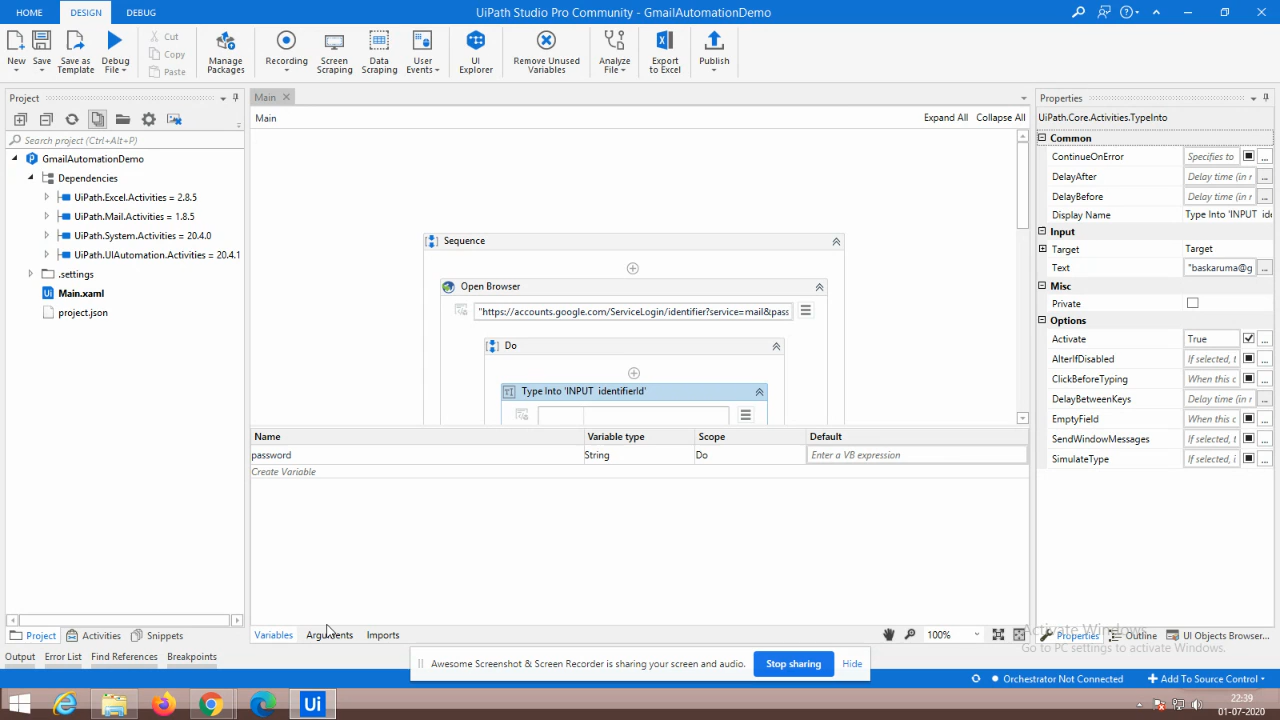 HOME DESIGN DEBUG UiPath Studio Pro Community - GmailAutomationDemo
New Save Save as Template Debug File Cut Copy Paste Manage Packages Recording Screen Scraping Data Scraping User Events UI Explorer Remove Unused Variables Analyze File Export to Excel Publish
Project
Search project (Ctrl+Alt+P)
GmailAutomationDemo
Dependencies
UiPath.Excel.Activities = 2.8.5
UiPath.Mail.Activities = 1.8.5
UiPath.System.Activities = 20.4.0
UiPath.UIAutomation.Activities = 20.4.1
.settings
Ui Main.xaml
project.json
Project Activities Snippets
Main
Main Expand All Collapse All
Sequence
Open Browser
"https://accounts.google.com/ServiceLogin/identifier?service=mail&pass
Do
Type Into 'INPUT identifierId'
Name Variable type Scope Default
password String Do Enter a VB expression
Create Variable
Variables Arguments Imports 100%
Properties
UiPath.Core.Activities.TypeInto
Common
ContinueOnError Specifies to ...
DelayAfter Delay time (in r ...
DelayBefore Delay time (in r ...
Display Name Type Into 'INPUT ide
Input
Target Target
Text "baskaruma@g ...
Misc
Private
Options
Activate True ...
AlterIfDisabled If selected, t ...
ClickBeforeTyping When this c ...
DelayBetweenKeys Delay time (in r ...
EmptyField When this c ...
SendWindowMessages If selected, t ...
SimulateType If selected, i ...
Activate Windows
Go to PC settings to activate Windows.
Properties Outline UI Objects Browser...
Output Error List Find References Breakpoints
Awesome Screenshot & Screen Recorder is sharing your screen and audio. Stop sharing Hide
Orchestrator Not Connected Add To Source Control
Ui
22:39
01-07-2020